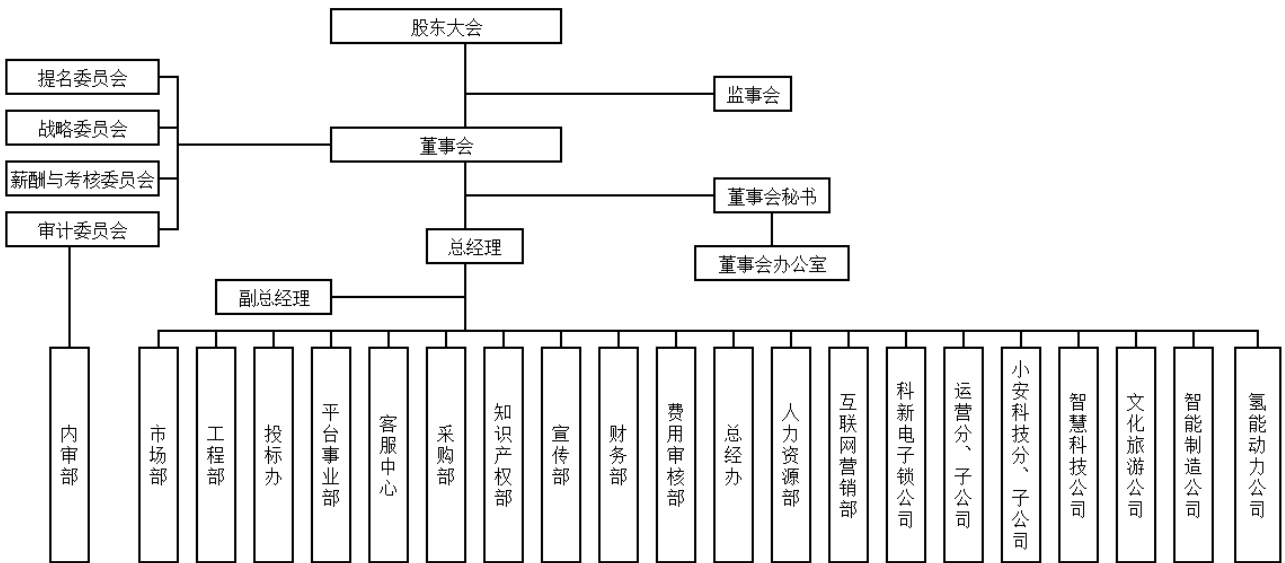 股东大会
提名委员会
监事会
战略委员会
董事会
薪酬与考核委员会
董事会秘书
审计委员会
总经理
董事会办公室
副总经理
内审部
市场部
工程部
投标办
平台事业部
客服中心
采购部
知识产权部
宣传部
财务部
费用审核部
总经办
人力资源部
互联网营销部
科新电子锁公司
运营分、子公司
小安科技分、子公司
智慧科技公司
文化旅游公司
智能制造公司
氢能动力公司